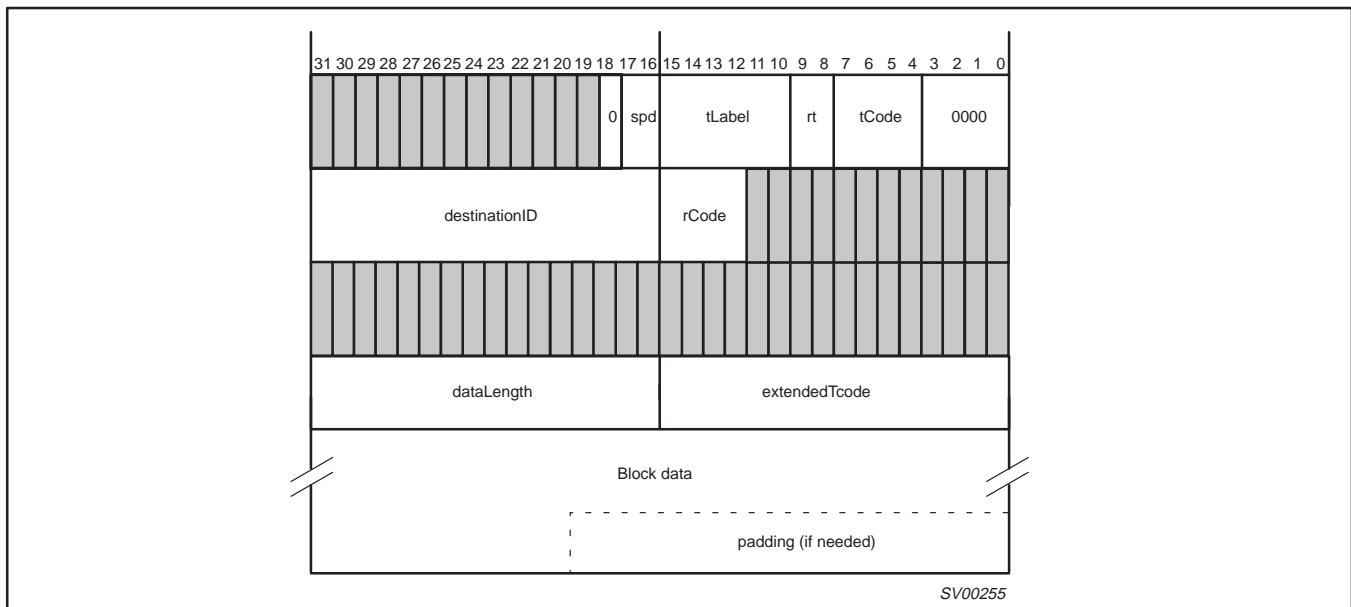 31 30 29 28 27 26 25 24 23 22 21 20 19 18 17 16 15 14 13 12 11 10 9 8 7 6 5 4 3 2 1 0
0 spd tLabel rt tCode 0000
destinationID rCode
dataLength extendedTcode
Block data
padding (if needed)
SV00255